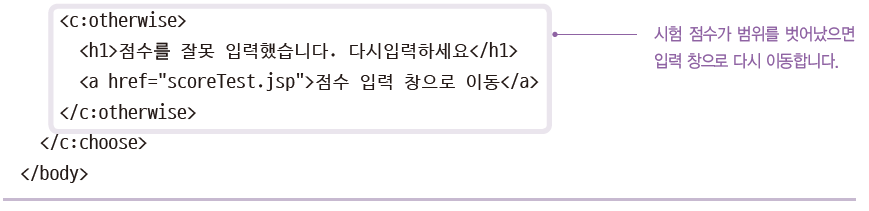 <c:otherwise>
<h1>점수를 잘못 입력했습니다. 다시입력하세요</h1>
<a href="scoreTest.jsp">점수 입력 창으로 이동</a>
</c:otherwise>
</c:choose>
</body>
시험 점수가 범위를 벗어났으면
입력 창으로 다시 이동합니다.